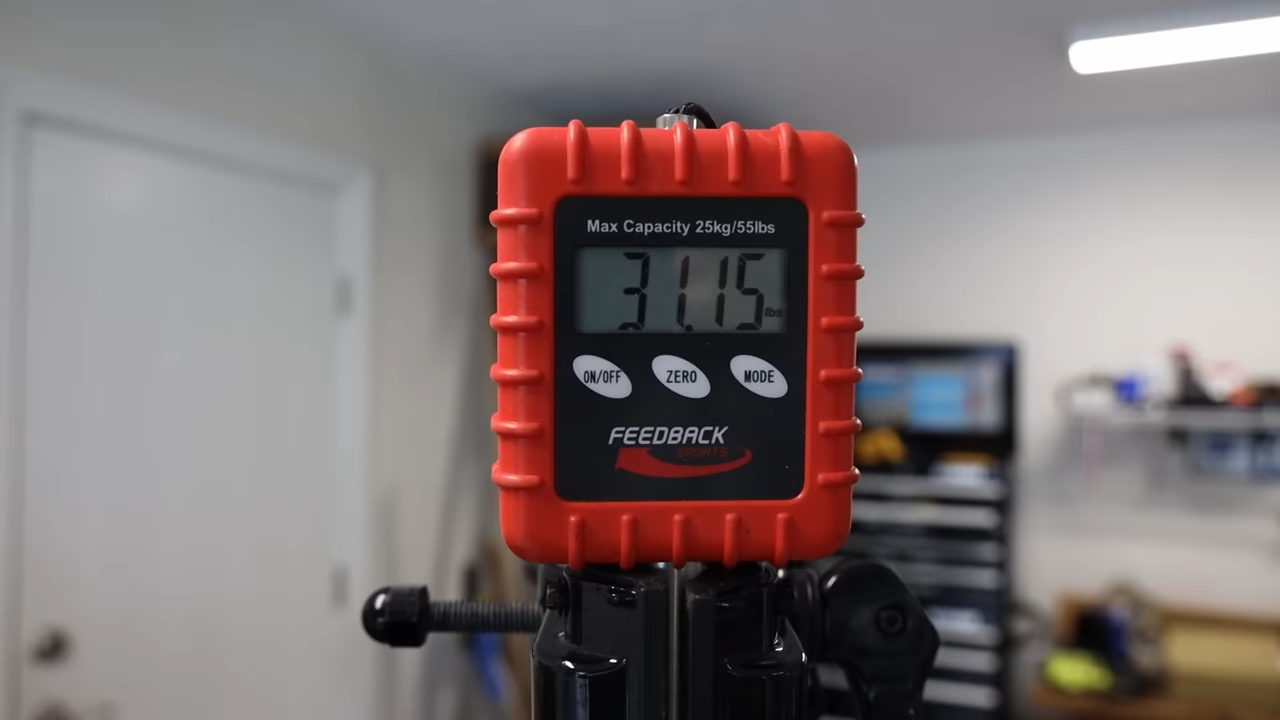 Max Capacity 25kg/55lbs
31.15 lbs
ON/OFF ZERO MODE
FEEDBACK
SPORTS